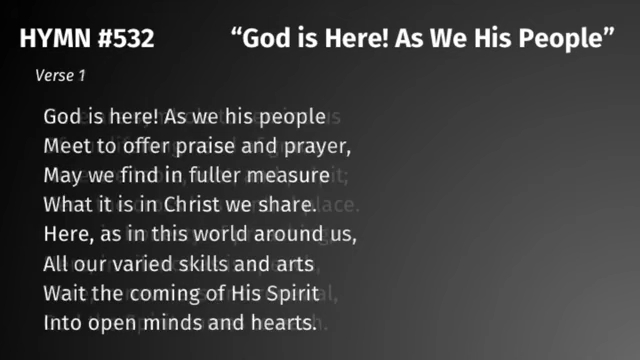 HYMN #532 “God is Here! As We His People”
Verse 1
God is here! As we his people
Meet to offer praise and prayer,
May we find in fuller measure
What it is in Christ we share.
Here, as in this world around us,
All our varied skills and arts
Wait the coming of His Spirit
Into open minds and hearts.